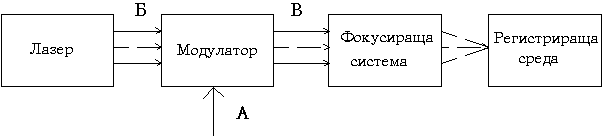 Б
В
Лазер
Модулатор
Фокусираща
система
Регистрираща
среда
А